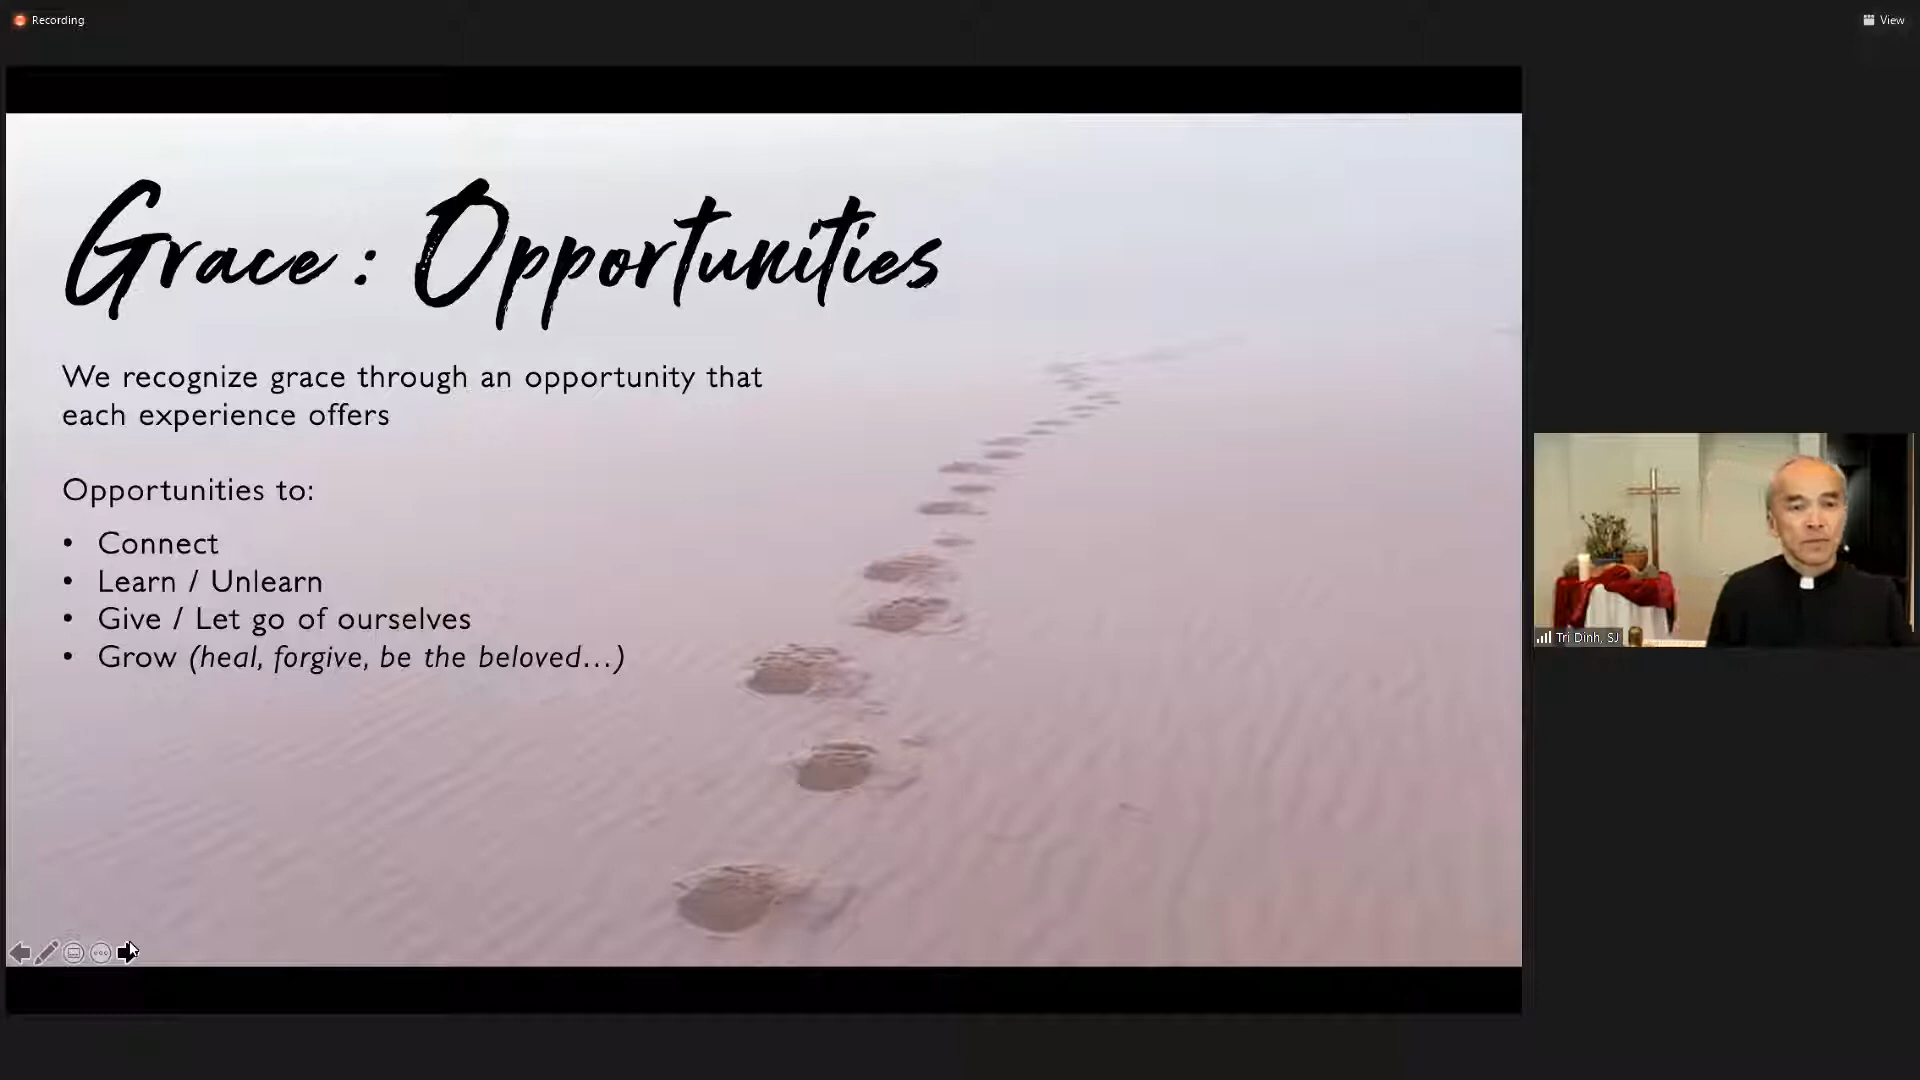 Recording
View
Grace : Opportunities
We recognize grace through an opportunity that
each experience offers
Opportunities to:
• Connect
• Learn / Unlearn
• Give / Let go of ourselves
• Grow (heal, forgive, be the beloved...)
Tri Dinh, SJ